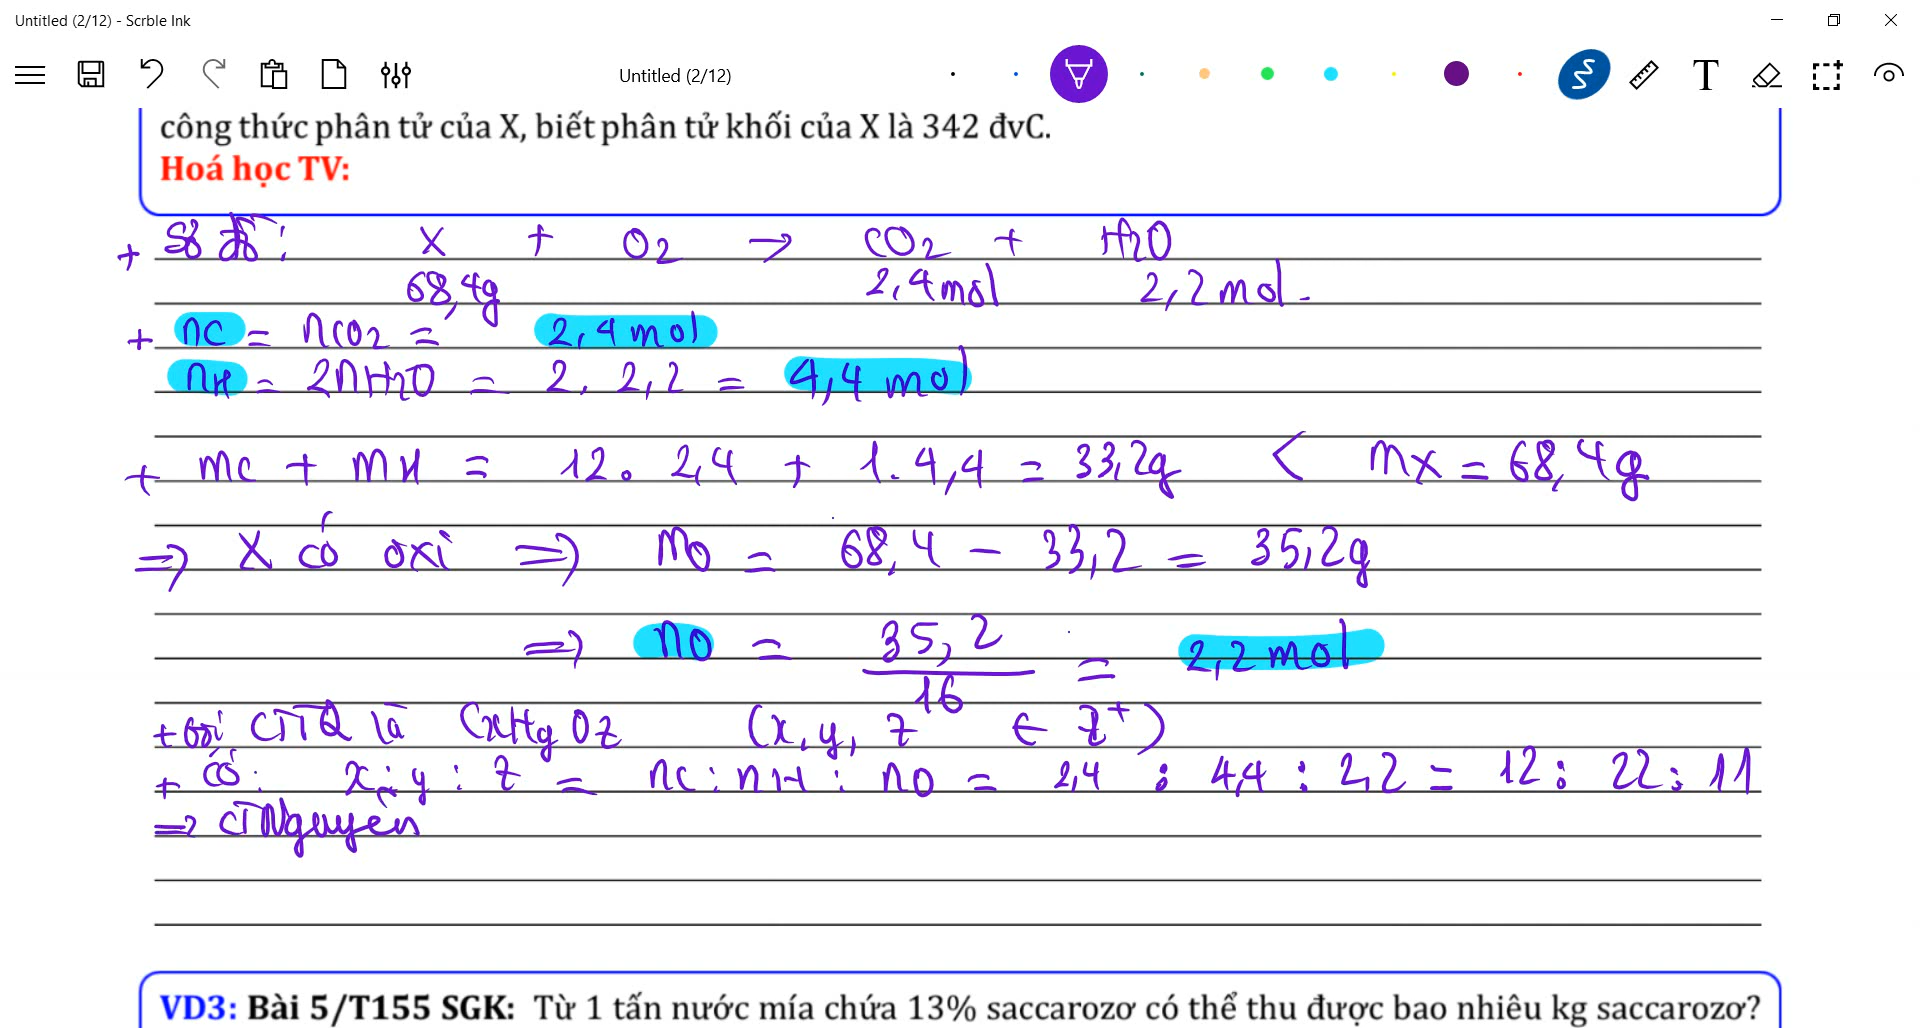 Untitled (2/12) - Scrble Ink
Untitled (2/12)
T
công thức phân tử của X, biết phân tử khối của X là 342 đvC.
Hoá học TV:
+ Sơ đồ: X + O2 → CO2 + H2O
68,4g 2,4mol 2,2mol.
+ nC = nCO2 = 2,4 mol
nH = 2nH2O = 2. 2,2 = 4,4 mol
+ mC + mH = 12. 2,4 + 1. 4,4 = 33,2g < mX = 68,4g
=> X có oxi => mO = 68,4 - 33,2 = 35,2g
=> nO = 35,2/16 = 2,2 mol
+ Gọi CTTQ là CxHyOz (x, y, z ∈ Z+)
+ Có: x : y : z = nC : nH : nO = 2,4 : 4,4 : 2,2 = 12 : 22 : 11
=> CTNguyên
VD3: Bài 5/T155 SGK: Từ 1 tấn nước mía chứa 13% saccarozơ có thể thu được bao nhiêu kg saccarozơ?